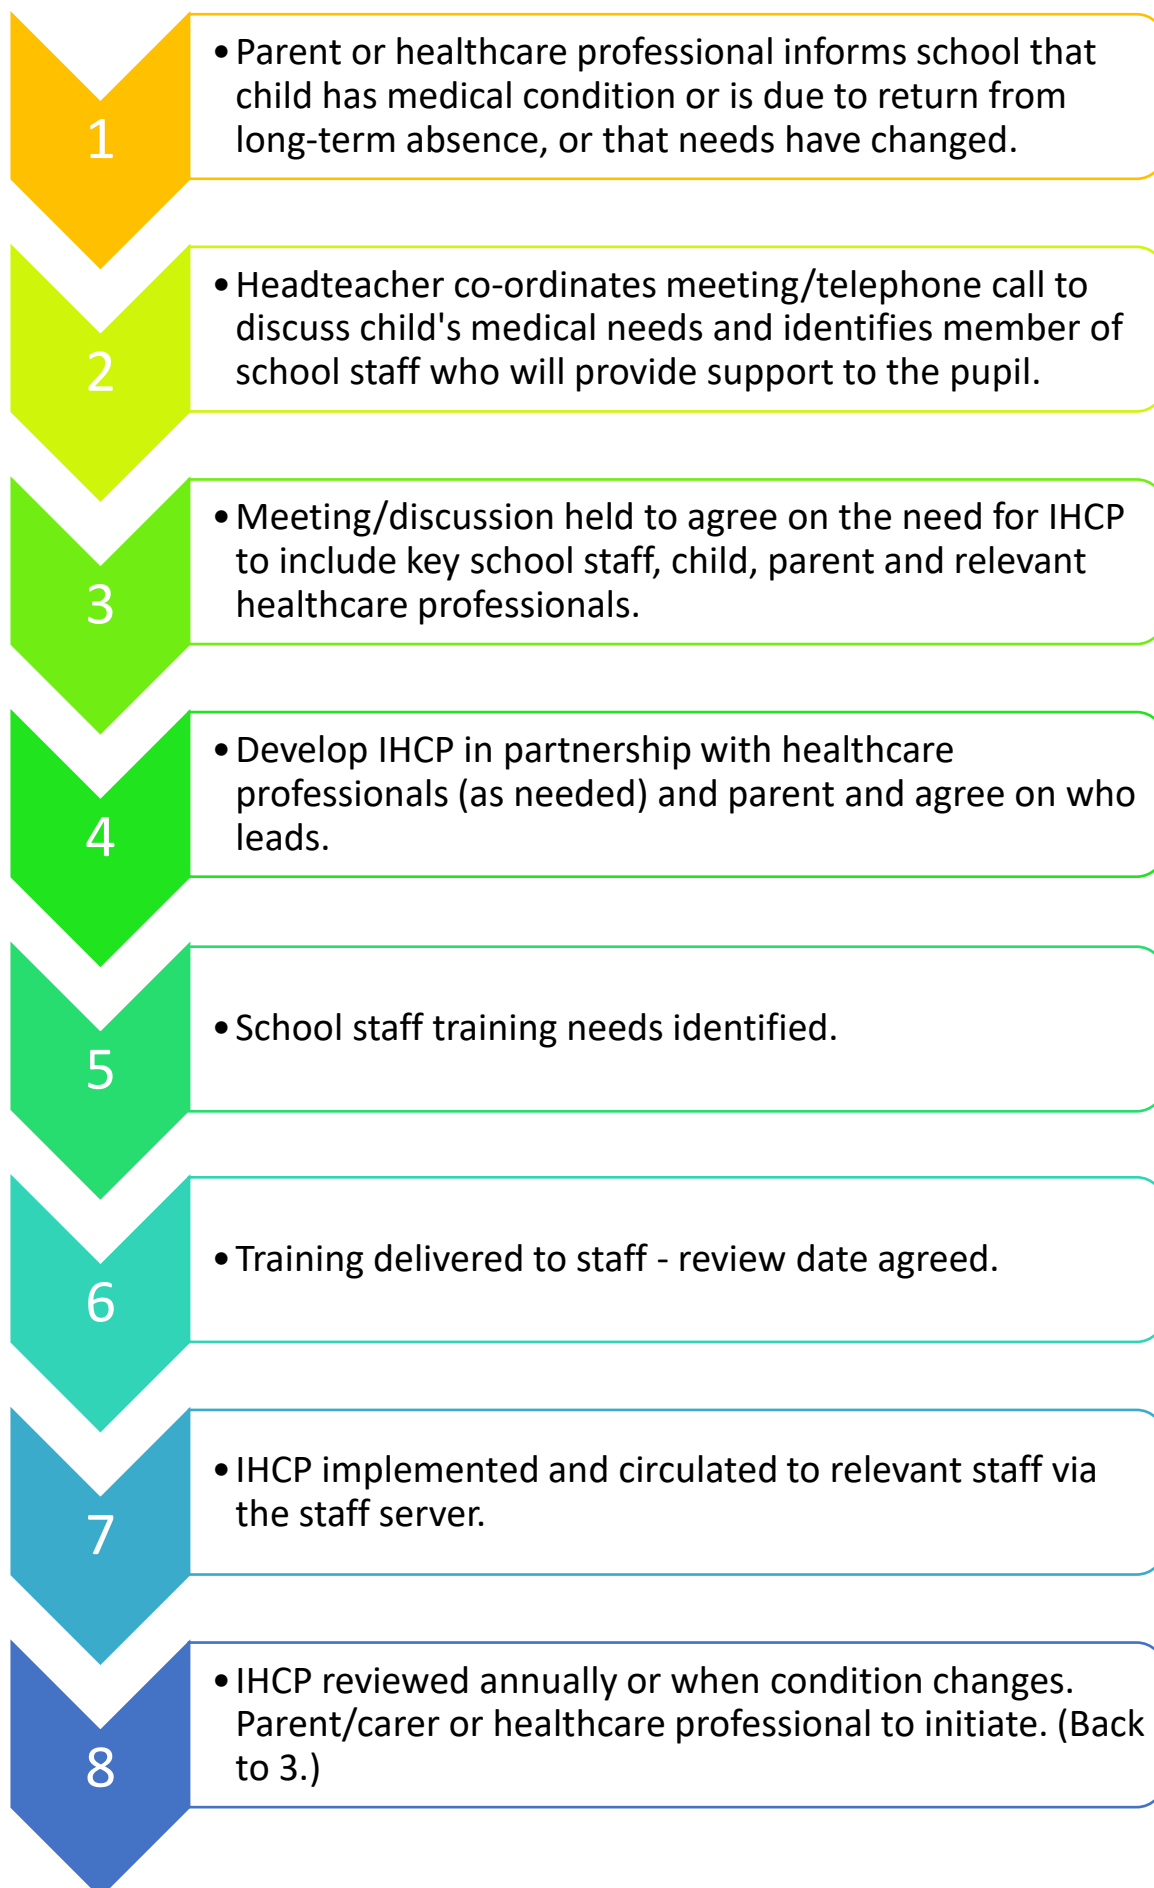 1
• Parent or healthcare professional informs school that
child has medical condition or is due to return from
long-term absence, or that needs have changed.
2
• Headteacher co-ordinates meeting/telephone call to
discuss child's medical needs and identifies member of
school staff who will provide support to the pupil.
3
• Meeting/discussion held to agree on the need for IHCP
to include key school staff, child, parent and relevant
healthcare professionals.
4
• Develop IHCP in partnership with healthcare
professionals (as needed) and parent and agree on who
leads.
5
• School staff training needs identified.
6
• Training delivered to staff - review date agreed.
7
• IHCP implemented and circulated to relevant staff via
the staff server.
8
• IHCP reviewed annually or when condition changes.
Parent/carer or healthcare professional to initiate. (Back
to 3.)